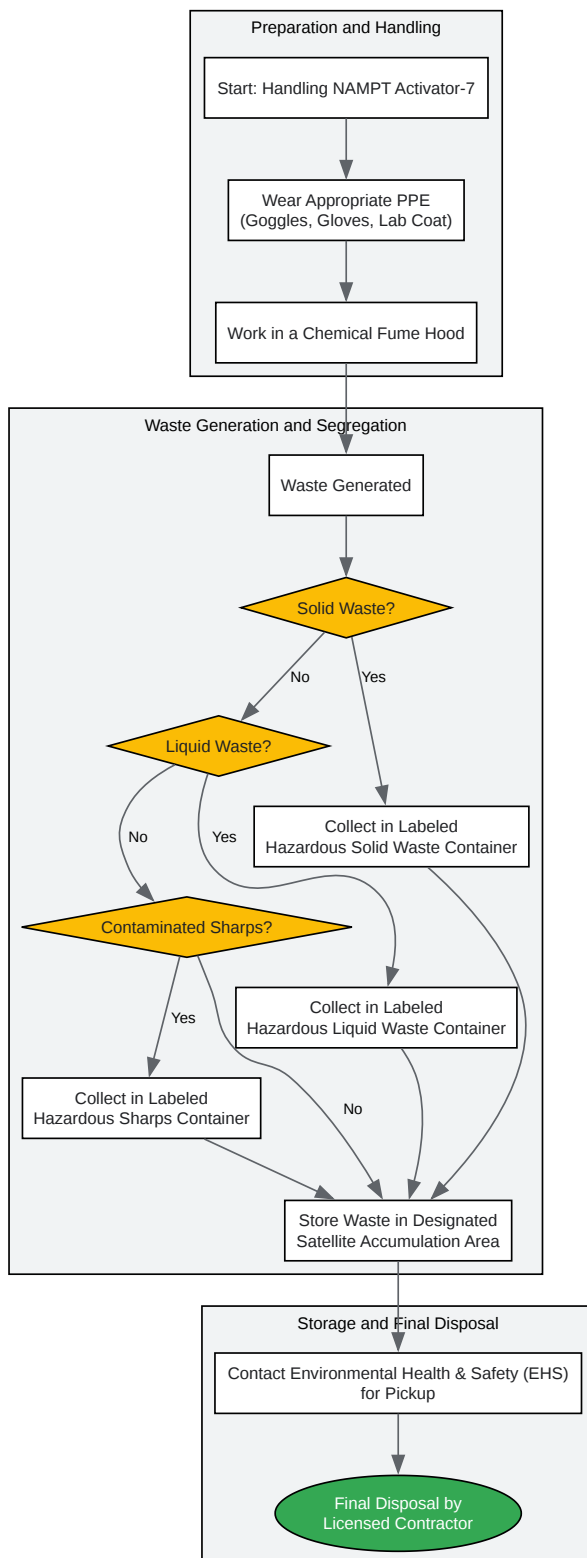 Preparation and Handling
Start: Handling NAMPT Activator-7
Wear Appropriate PPE
(Goggles, Gloves, Lab Coat)
Work in a Chemical Fume Hood
Waste Generation and Segregation
Waste Generated
Solid Waste?
No
Yes
Liquid Waste?
Collect in Labeled
Hazardous Solid Waste Container
No
Yes
Contaminated Sharps?
Collect in Labeled
Hazardous Liquid Waste Container
Yes
Collect in Labeled
Hazardous Sharps Container
No
Store Waste in Designated
Satellite Accumulation Area
Storage and Final Disposal
Contact Environmental Health & Safety (EHS)
for Pickup
Final Disposal by
Licensed Contractor